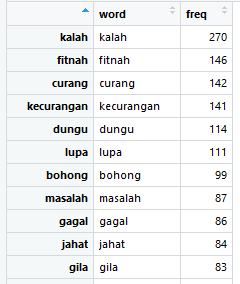 word freq
kalah kalah 270
fitnah fitnah 146
curang curang 142
kecurangan kecurangan 141
dungu dungu 114
lupa lupa 111
bohong bohong 99
masalah masalah 87
gagal gagal 86
jahat jahat 84
gila gila 83